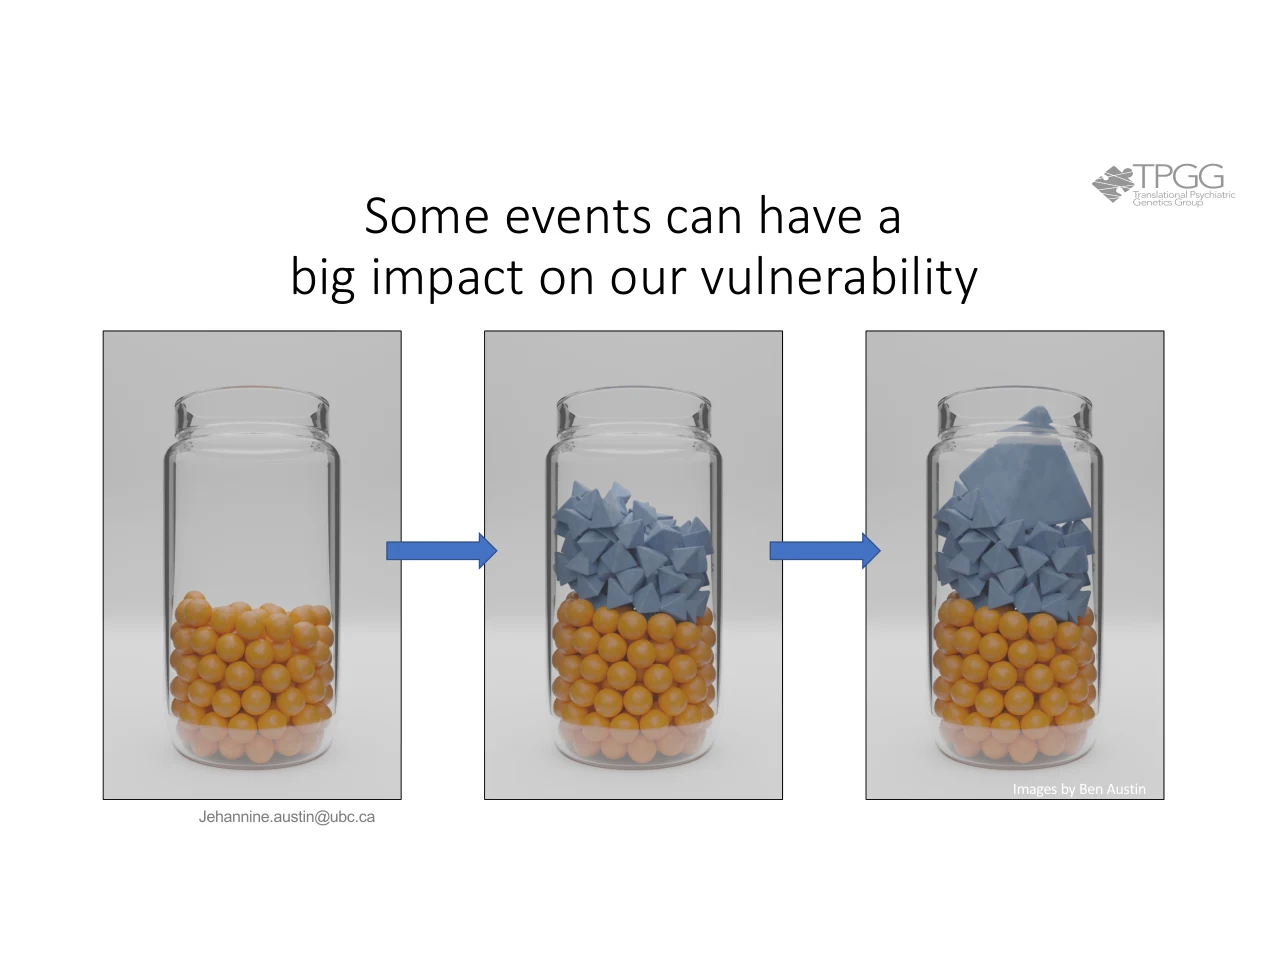 TPGG
Translational Psychiatric
Genetics Group
Some events can have a
big impact on our vulnerability
Images by Ben Austin
Jehannine.austin@ubc.ca